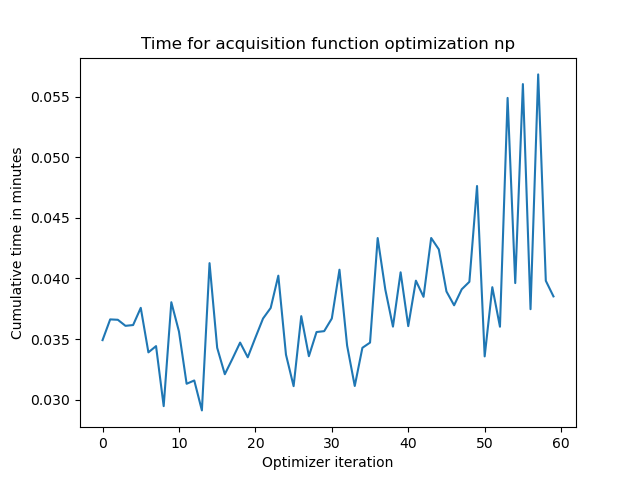 Time for acquisition function optimization np
0.055
0.050
0.045
0.040
0.035
0.030
Cumulative time in minutes
0 10 20 30 40 50 60
Optimizer iteration